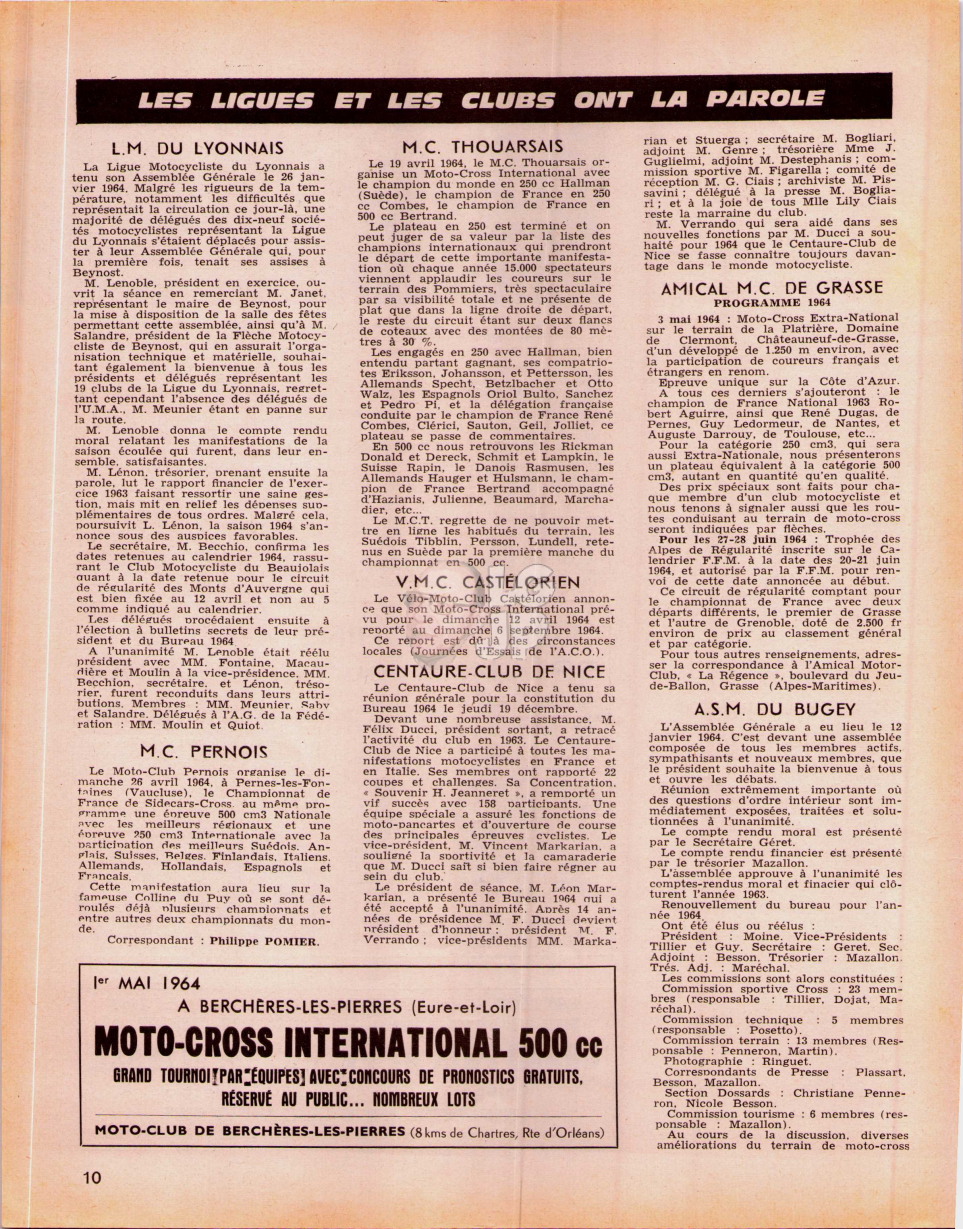 LES LIGUES ET LES CLUBS ONT LA PAROLE
L.M. DU LYONNAIS
La Ligue Motocycliste du Lyonnais a
tenu son Assemblée Générale le 26 jan-
vier 1964. Malgré les rigueurs de la tem-
pérature, notamment les difficultés que
représentait la circulation ce jour-là, une
majorité de délégués des dix-neuf socié-
tés motocyclistes représentant la Ligue
du Lyonnais s'étaient déplacés pour assis-
ter à leur Assemblée Générale qui, pour
la première fois, tenait ses assises à
Beynost.
M. Lenoble, président en exercice, ou-
vrit la séance en remerciant M. Janet,
représentant le maire de Beynost, pour
la mise à disposition de la salle des fêtes
permettant cette assemblée, ainsi qu'à M.
Salandre, président de la Flèche Motocy-
cliste de Beynost, qui en assurait l'orga-
nisation technique et matérielle, souhai-
tant également la bienvenue à tous les
présidents et délégués représentant les
19 clubs de la Ligue du Lyonnais, regret-
tant cependant l'absence des délégués de
l'U.M.A., M. Meunier étant en panne sur
la route.
M. Lenoble donna le compte rendu
moral relatant les manifestations de la
saison écoulée qui furent, dans leur en-
semble, satisfaisantes.
M. Lénon, trésorier, prenant ensuite la
parole, lut le rapport financier de l'exer-
cice 1963 faisant ressortir une saine ges-
tion, mais mit en relief les dépenses sup-
plémentaires de tous ordres. Malgré cela,
poursuivit L. Lénon, la saison 1964 s'an-
nonce sous des auspices favorables.
Le secrétaire, M. Becchio, confirma les
dates retenues au calendrier 1964, rassu-
rant le Club Motocycliste du Beaujolais
quant à la date retenue pour le circuit
de régularité des Monts d'Auvergne qui
est bien fixée au 12 avril et non au 5
comme indiqué au calendrier.
Les délégués procédaient ensuite à
l'élection à bulletins secrets de leur pré-
sident et du Bureau 1964
A l'unanimité M. Lenoble était réélu
président avec MM. Fontaine, Macau-
dière et Moulin à la vice-présidence. MM.
Becchion, secrétaire, et Lénon, tréso-
rier, furent reconduits dans leurs attri-
butions. Membres : MM. Meunier, Saby
et Salandre. Délégués à l'A.G. de la Fédé-
ration : MM. Moulin et Quiot.
M.C. PERNOIS
Le Moto-Club Pernois organise le di-
manche 26 avril 1964, à Pernes-les-Fon-
taines (Vaucluse), le Championnat de
France de Sidecars-Cross, au même pro-
gramme une épreuve 500 cm3 Nationale
avec les meilleurs régionaux et une
épreuve 250 cm3 Internationale avec la
participation des meilleurs Suédois, An-
glais, Suisses, Belges, Finlandais, Italiens,
Allemands, Hollandais, Espagnols et
Français.
Cette manifestation aura lieu sur la
fameuse Colline du Puy où se sont dé-
roulés déjà plusieurs championnats et
entre autres deux championnats du mon-
de.
Correspondant : Philippe POMIER.
M.C. THOUARSAIS
Le 19 avril 1964, le M.C. Thouarsais or-
ganise un Moto-Cross International avec
le champion du monde en 250 cc Hallman
(Suède), le champion de France en 250
cc Combes, le champion de France en
500 cc Bertrand.
Le plateau en 250 est terminé et on
peut juger de sa valeur par la liste des
champions internationaux qui prendront
le départ de cette importante manifesta-
tion où chaque année 15.000 spectateurs
viennent applaudir les coureurs sur le
terrain des Pommiers, très spectaculaire
par sa visibilité totale et ne présente de
plat que dans la ligne droite de départ,
le reste du circuit étant sur deux flancs
de coteaux avec des montées de 80 mè-
tres à 30 %.
Les engagés en 250 avec Hallman, bien
entendu partant gagnant, ses compatrio-
tes Eriksson, Johansson, et Pettersson, les
Allemands Specht, Betzlbacher et Otto
Walz, les Espagnols Oriol Bulto, Sanchez
et Pedro Pi, et la délégation française
conduite par le champion de France René
Combes, Clérici, Sauton, Geil, Jolliet, ce
plateau se passe de commentaires.
En 500 cc nous retrouvons les Rickman
Donald et Dereck, Schmit et Lampkin, le
Suisse Rapin, le Danois Rasmusen, les
Allemands Hauger et Hulsmann, le cham-
pion de France Bertrand accompagné
d'Hazianis, Julienne, Beaumard, Marcha-
dier, etc...
Le M.C.T. regrette de ne pouvoir met-
tre en ligne les habitués du terrain, les
Suédois Tibblin, Persson, Lundell, rete-
nus en Suède par la première manche du
championnat en 500 cc.
V.M.C. CASTÉLORIEN
Le Vélo-Moto-Club Castélorien annon-
ce que son Moto-Cross International pré-
vu pour le dimanche 12 avril 1964 est
reporté au dimanche 6 septembre 1964.
Ce report est dû à des circonstances
locales (Journées d'Essais de l'A.C.O.).
CENTAURE-CLUB DE NICE
Le Centaure-Club de Nice a tenu sa
réunion générale pour la constitution du
Bureau 1964 le jeudi 19 décembre.
Devant une nombreuse assistance, M.
Félix Ducci, président sortant, a retracé
l'activité du club en 1963. Le Centaure-
Club de Nice a participé à toutes les ma-
nifestations motocyclistes en France et
en Italie. Ses membres ont rapporté 22
coupes et challenges. Sa Concentration,
« Souvenir H. Jeanneret », a remporté un
vif succès avec 158 participants. Une
équipe spéciale a assuré les fonctions de
moto-pancartes et d'ouverture de course
des principales épreuves cyclistes. Le
vice-président, M. Vincent Markarian, a
souligné la sportivité et la camaraderie
que M. Ducci sait si bien faire régner au
sein du club.
Le président de séance, M. Léon Mar-
karian, a présenté le Bureau 1964 qui a
été accepté à l'unanimité. Après 14 an-
nées de présidence M. F. Ducci devient
président d'honneur ; président M. F.
Verrando ; vice-présidents MM. Marka-
rian et Stuerga ; secrétaire M. Bogliari,
adjoint M. Genre ; trésorière Mme J.
Guglielmi, adjoint M. Destephanis ; com-
mission sportive M. Figarella ; comité de
réception M. G. Ciais ; archiviste M. Pis-
savini ; délégué à la presse M. Boglia-
ri ; et à la joie de tous Mlle Lily Ciais
reste la marraine du club.
M. Verrando qui sera aidé dans ses
nouvelles fonctions par M. Ducci a sou-
haité pour 1964 que le Centaure-Club de
Nice se fasse connaître toujours davan-
tage dans le monde motocycliste.
AMICAL M.C. DE GRASSE
PROGRAMME 1964
3 mai 1964 : Moto-Cross Extra-National
sur le terrain de la Platrière, Domaine
de Clermont, Châteauneuf-de-Grasse,
d'un développé de 1.250 m environ, avec
la participation de coureurs français et
étrangers en renom.
Epreuve unique sur la Côte d'Azur.
A tous ces derniers s'ajouteront : le
champion de France National 1963 Ro-
bert Aguirre, ainsi que René Dugas, de
Pernes, Guy Ledormeur, de Nantes, et
Auguste Darrouy, de Toulouse, etc...
Pour la catégorie 250 cm3, qui sera
aussi Extra-Nationale, nous présenterons
un plateau équivalent à la catégorie 500
cm3, autant en quantité qu'en qualité.
Des prix spéciaux sont faits pour cha-
que membre d'un club motocycliste et
nous tenons à signaler aussi que les rou-
tes conduisant au terrain de moto-cross
seront indiquées par flèches.
Pour les 27-28 juin 1964 : Trophée des
Alpes de Régularité inscrite sur le Ca-
lendrier F.F.M. à la date des 20-21 juin
1964, et autorisé par la F.F.M. pour ren-
voi de cette date annoncée au début.
Ce circuit de régularité comptant pour
le championnat de France avec deux
départs différents, le premier de Grasse
et l'autre de Grenoble, doté de 2.500 fr
environ de prix au classement général
et par catégorie.
Pour tous autres renseignements, adres-
ser la correspondance à l'Amical Motor-
Club, « La Régence », boulevard du Jeu-
de-Ballon, Grasse (Alpes-Maritimes).
A.S.M. DU BUGEY
L'Assemblée Générale a eu lieu le 12
janvier 1964. C'est devant une assemblée
composée de tous les membres actifs,
sympathisants et nouveaux membres, que
le président souhaite la bienvenue à tous
et ouvre les débats.
Réunion extrêmement importante où
des questions d'ordre intérieur sont im-
médiatement exposées, traitées et solu-
tionnées à l'unanimité.
Le compte rendu moral est présenté
par le Secrétaire Géret.
Le compte rendu financier est présenté
par le trésorier Mazallon.
L'assemblée approuve à l'unanimité les
comptes-rendus moral et finacier qui clô-
turent l'année 1963.
Renouvellement du bureau pour l'an-
née 1964.
Ont été élus ou réélus :
Président : Moine. Vice-Présidents :
Tillier et Guy. Secrétaire : Geret. Sec.
Adjoint : Besson. Trésorier : Mazallon.
Trés. Adj. : Maréchal.
Les commissions sont alors constituées :
Commission sportive Cross : 23 mem-
bres (responsable : Tillier, Dojat, Ma-
réchal).
Commission technique : 5 membres
(responsable : Posetto).
Commission terrain : 13 membres (Res-
ponsable : Penneron, Martin).
Photographie : Ringuet.
Correspondants de Presse : Plassart,
Besson, Mazallon.
Section Dossards : Christiane Penne-
ron, Nicole Besson.
Commission tourisme : 6 membres (res-
ponsable : Mazallon).
Au cours de la discussion, diverses
améliorations du terrain de moto-cross
1er MAI 1964
A BERCHÈRES-LES-PIERRES (Eure-et-Loir)
MOTO-CROSS INTERNATIONAL 500 cc
GRAND TOURNOI PAR ÉQUIPES AVEC CONCOURS DE PRONOSTICS GRATUITS,
RÉSERVÉ AU PUBLIC... NOMBREUX LOTS
MOTO-CLUB DE BERCHÈRES-LES-PIERRES (8 kms de Chartres, Rte d'Orléans)
10